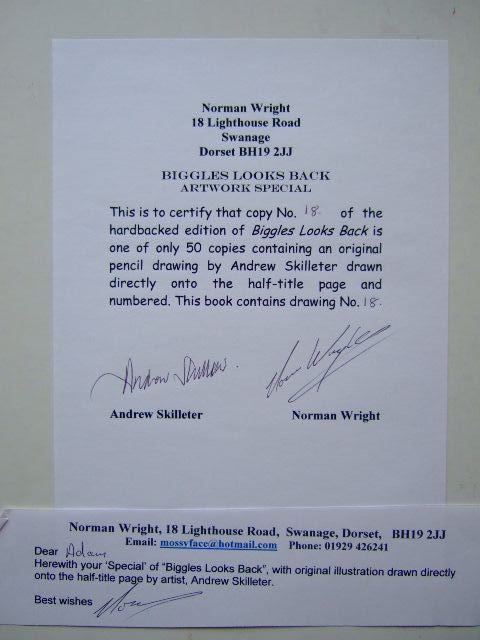 Norman Wright
18 Lighthouse Road
Swanage
Dorset BH19 2JJ
BIGGLES LOOKS BACK
ARTWORK SPECIAL
This is to certify that copy No. 18. of the
hardbacked edition of Biggles Looks Back is
one of only 50 copies containing an original
pencil drawing by Andrew Skilleter drawn
directly onto the half-title page and
numbered. This book contains drawing No. 18.
Andrew Skilleter. Norman Wright
Andrew Skilleter Norman Wright
Norman Wright, 18 Lighthouse Road, Swanage, Dorset, BH19 2JJ
Email: mossyface@hotmail.com Phone: 01929 426241
Dear Adam
Herewith your 'Special' of "Biggles Looks Back", with original illustration drawn directly
onto the half-title page by artist, Andrew Skilleter.
Best wishes Norm